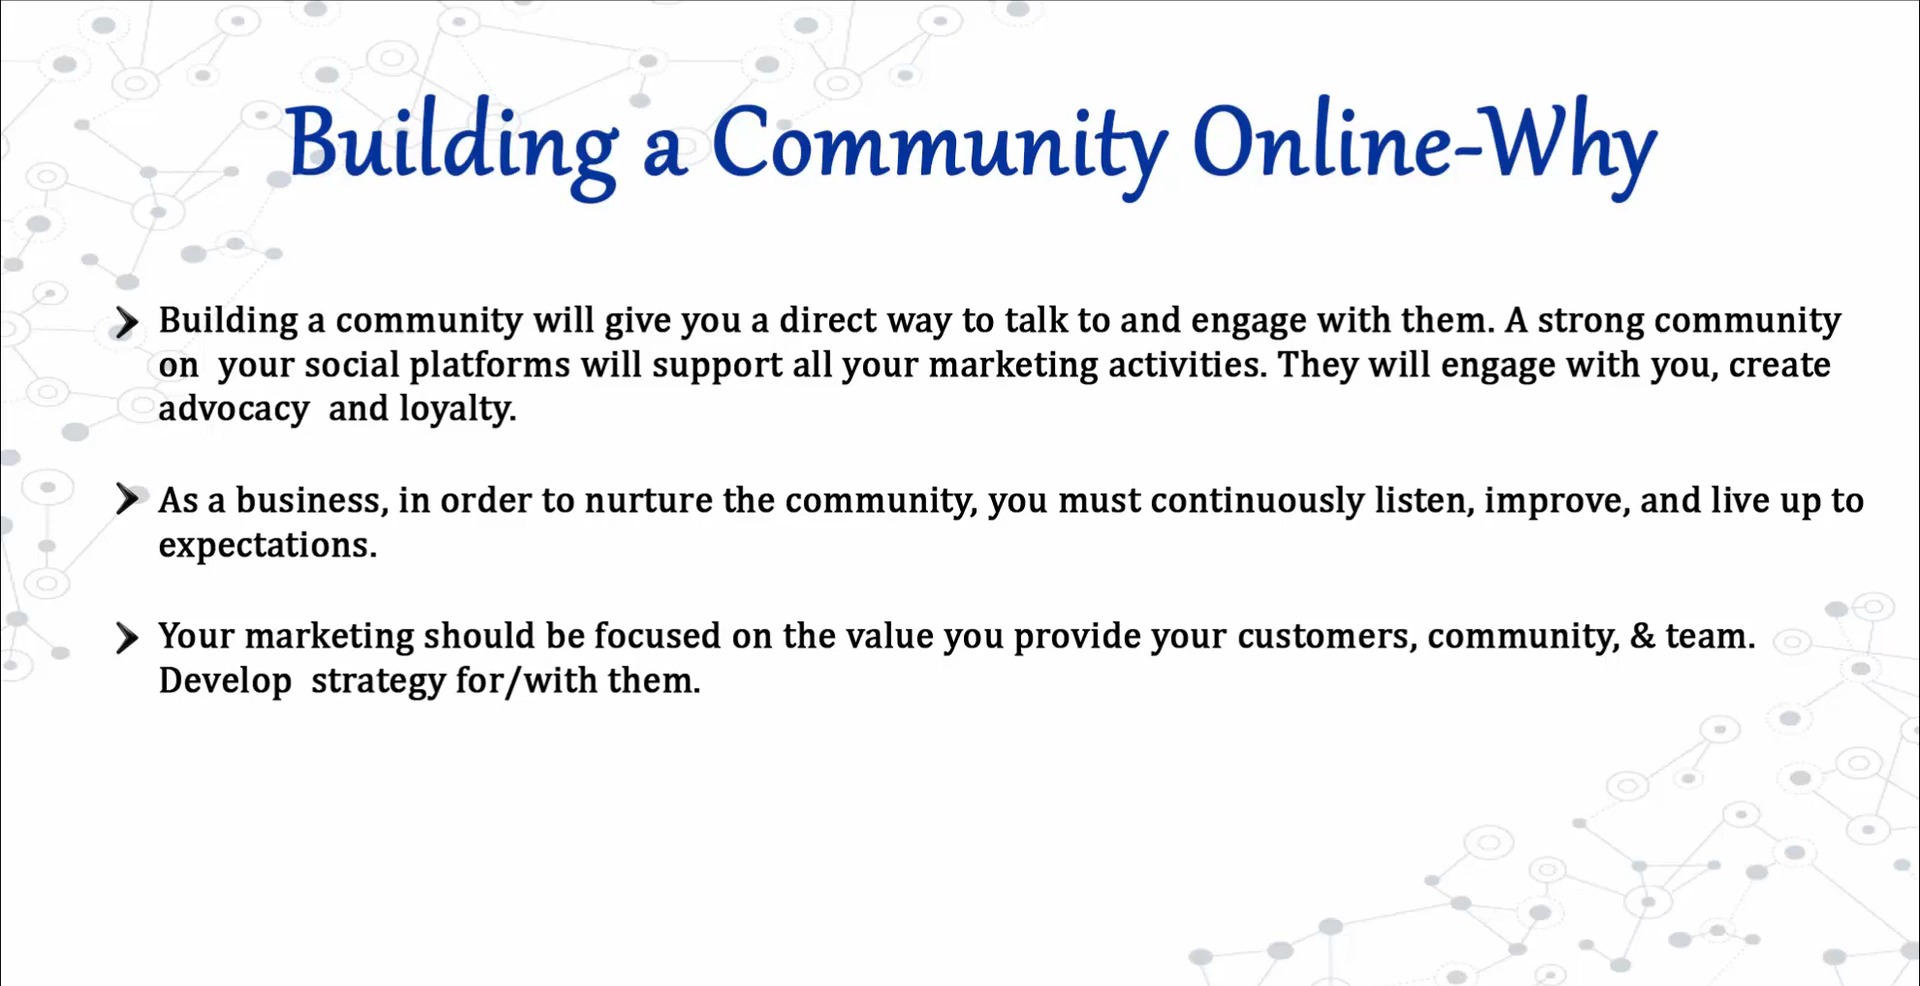 Building a Community Online-Why
Building a community will give you a direct way to talk to and engage with them. A strong community
on your social platforms will support all your marketing activities. They will engage with you, create
advocacy and loyalty.
As a business, in order to nurture the community, you must continuously listen, improve, and live up to
expectations.
Your marketing should be focused on the value you provide your customers, community, & team.
Develop strategy for/with them.